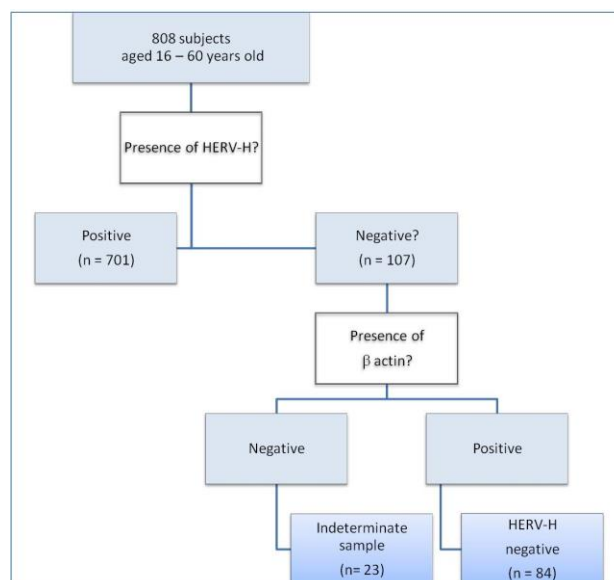 808 subjects
aged 16 – 60 years old
Presence of HERV-H?
Positive
(n = 701)
Negative?
(n = 107)
Presence of
β actin?
Negative
Positive
Indeterminate
sample
(n= 23)
HERV-H
negative
(n = 84)